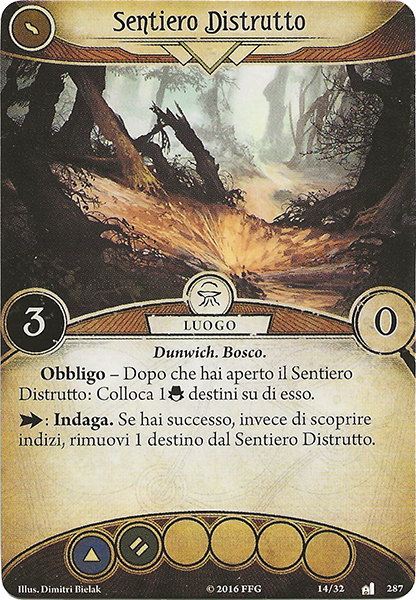 Sentiero Distrutto
3
LUOGO
0
Dunwich. Bosco.
Obbligo – Dopo che hai aperto il Sentiero
Distrutto: Colloca 1 destini su di esso.
: Indaga. Se hai successo, invece di scoprire
indizi, rimuovi 1 destino dal Sentiero Distrutto.
Illus. Dimitri Bielak © 2016 FFG 14/32 287